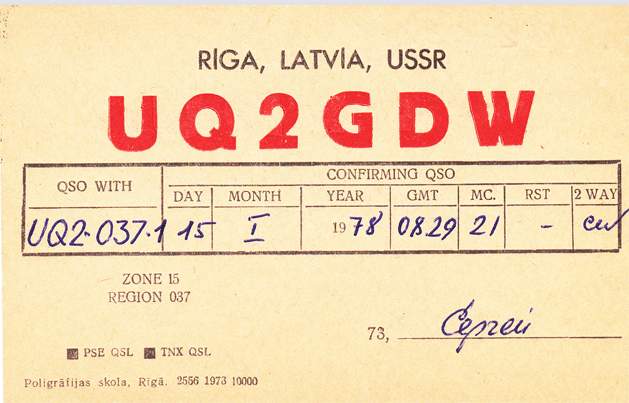 RĪGA, LATVIA, USSR
UQ2GDW
QSO WITH CONFIRMING QSO
DAY MONTH YEAR GMT MC. RST 2 WAY
UQ2-037-1 15 I 1978 08.29 21 - cw
ZONE 15
REGION 037
73, Сергей
PSE QSL TNX QSL
Poligrāfijas skola, Rīgā. 2556 1973 10000